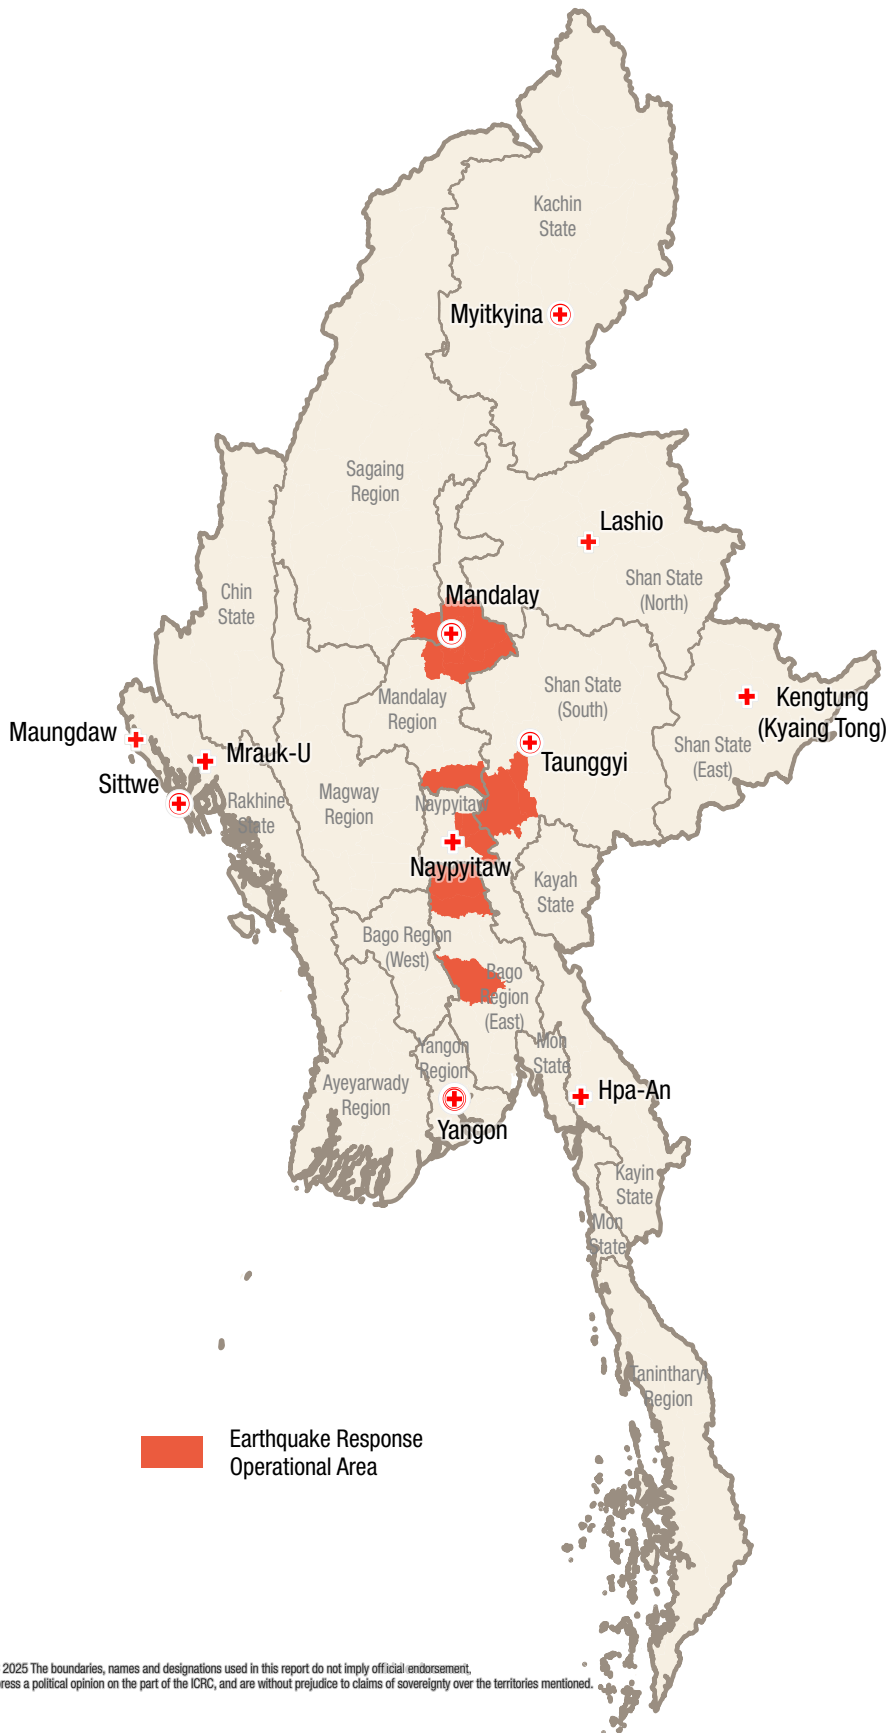 Kachin
State
Myitkyina
Sagaing
Region
Lashio
Chin
State
Shan State
(North)
Mandalay
Mandalay
Region
Shan State
(South)
Kengtung
(Kyaing Tong)
Shan State
(East)
Maungdaw
Mrauk-U
Sittwe
Rakhine
State
Taunggyi
Magway
Region
Naypyitaw
Naypyitaw
Kayah
State
Bago Region
(West)
Bago
Region
(East)
Yangon
Region
Mon
State
Ayeyarwady
Region
Hpa-An
Yangon
Kayin
State
Mon
State
Tanintharyi
Region
Earthquake Response
Operational Area
2025 The boundaries, names and designations used in this report do not imply official endorsement,
ress a political opinion on the part of the ICRC, and are without prejudice to claims of sovereignty over the territories mentioned.